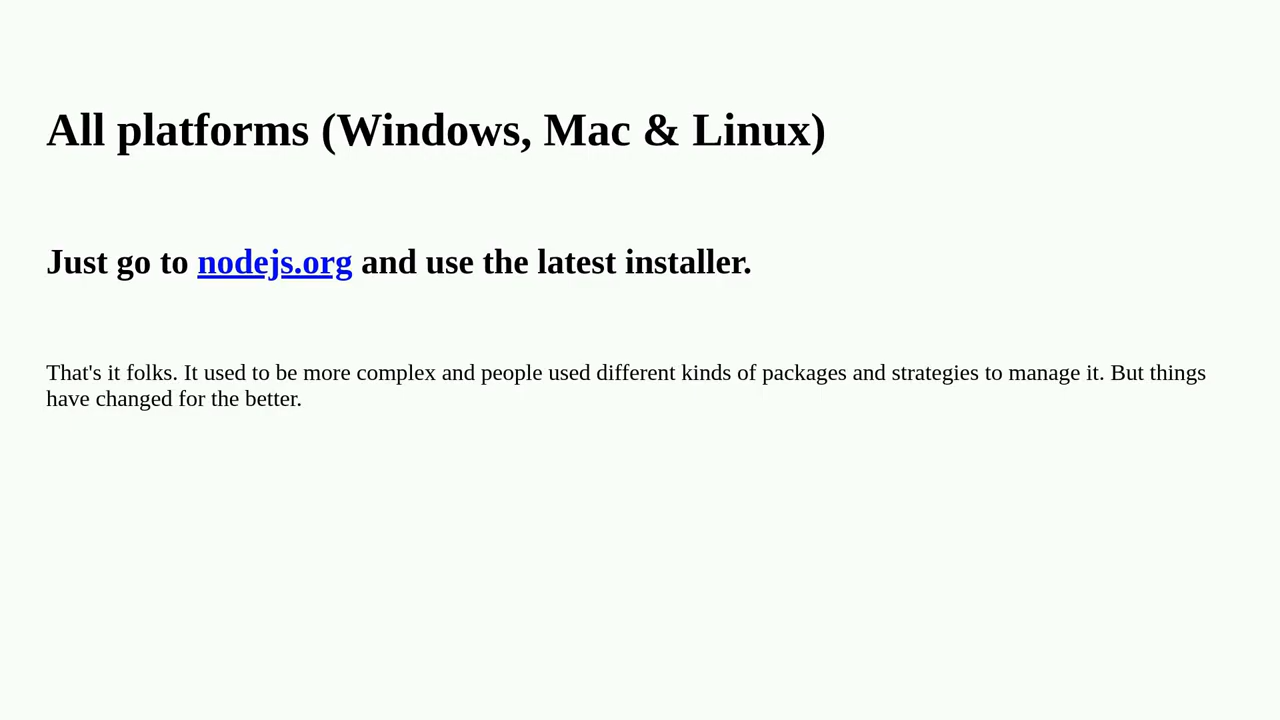 All platforms (Windows, Mac & Linux)
Just go to nodejs.org and use the latest installer.
That's it folks. It used to be more complex and people used different kinds of packages and strategies to manage it. But things
have changed for the better.